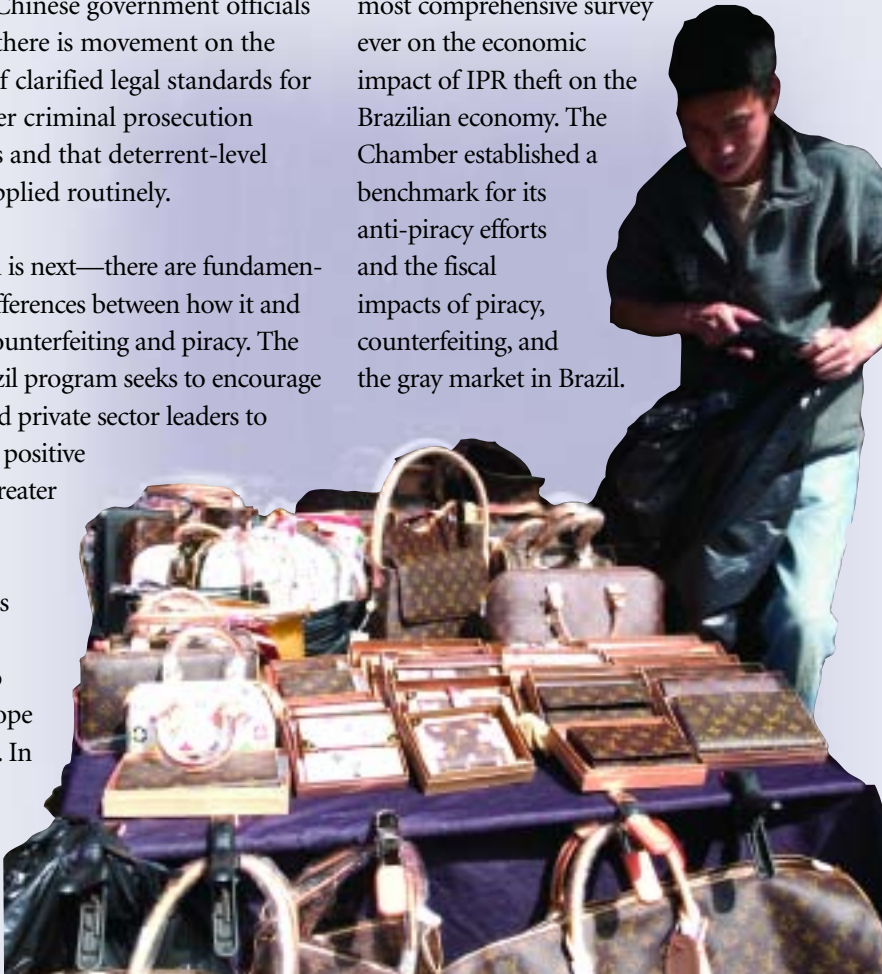 Chinese government officials
there is movement on the
f clarified legal standards for
er criminal prosecution
s and that deterrent-level
pplied routinely.
is next—there are fundamen-
fferences between how it and
ounterfeiting and piracy. The
zil program seeks to encourage
d private sector leaders to
positive
reater
s
ope
. In
most comprehensive survey
ever on the economic
impact of IPR theft on the
Brazilian economy. The
Chamber established a
benchmark for its
anti-piracy efforts
and the fiscal
impacts of piracy,
counterfeiting, and
the gray market in Brazil.